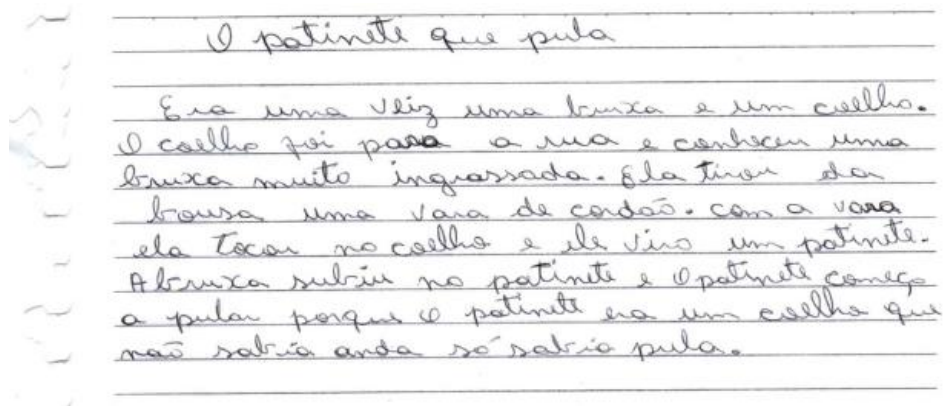 O patinete que pula
Era uma veiz uma bruxa e um coelho.
O coelho foi para a rua e conheceu uma
bruxa muito ingrassada. Ela tirou da
bousa uma vara de cordão. com a vara
ela tocou no coelho e ele viro um patinete.
A bruxa subiu no patinete e o patinete começo
a pular porque o patinete era um coelho que
não sabia anda só sabia pula.